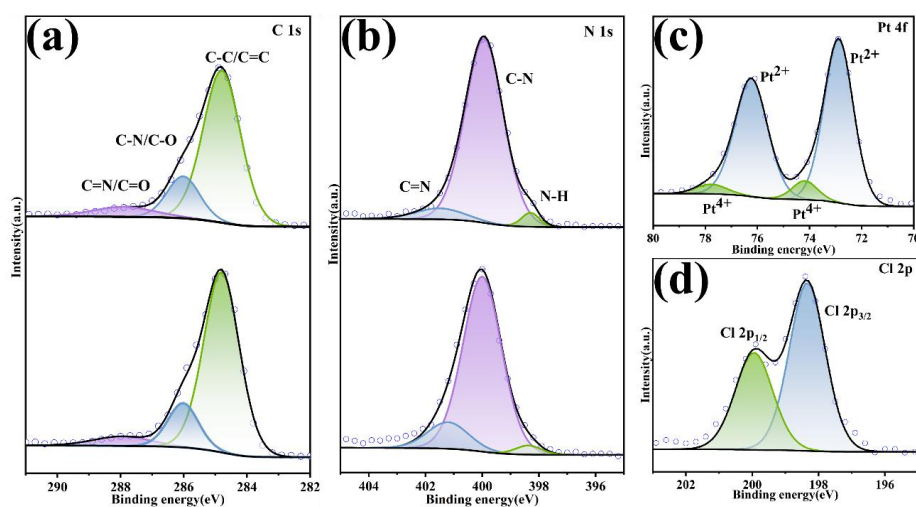 (a)
C 1s
C-C/C=C
C-N/C-O
C=N/C=O
Intensity(a.u.)
290 288 286 284 282
Binding energy(eV)
(b)
N 1s
C-N
C=N
N-H
Intensity(a.u.)
404 402 400 398 396
Binding energy(eV)
(c)
Pt 4f
Pt2+
Pt2+
Pt4+
Pt4+
Intensity(a.u.)
80 78 76 74 72 70
Binding energy(eV)
(d)
Cl 2p
Cl 2p3/2
Cl 2p1/2
Intensity(a.u.)
202 200 198 196
Binding energy(eV)